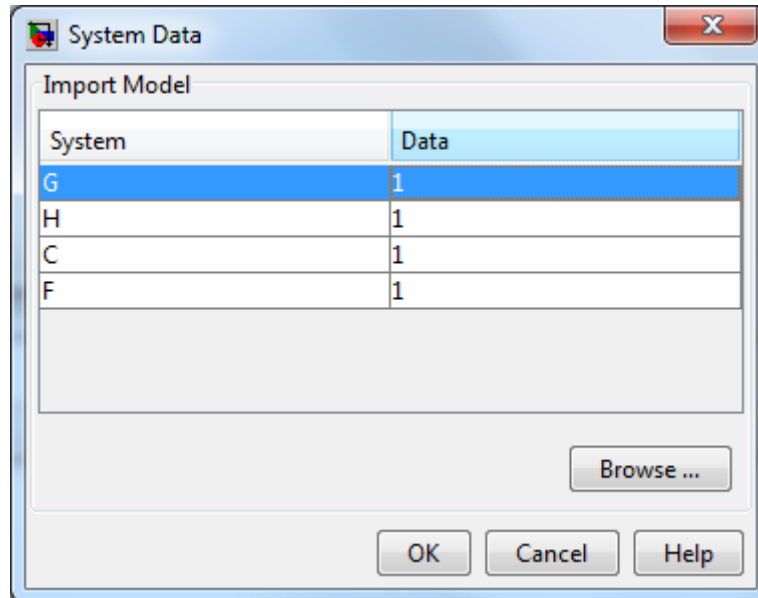 System Data
Import Model
System Data
G 1
H 1
C 1
F 1
Browse ...
OK Cancel Help